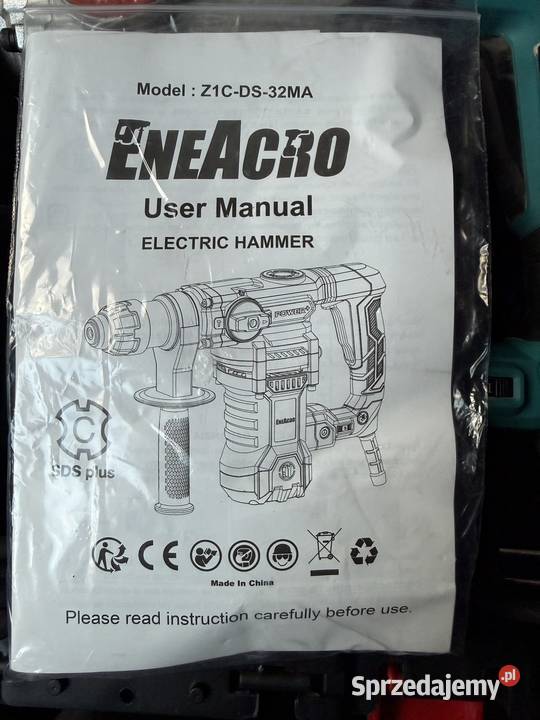 Model : Z1C-DS-32MA
ENEACRO
User Manual
ELECTRIC HAMMER
POWER
ENEACRO
C
SDS plus
CE
Made In China
Please read instruction carefully before use.
Sprzedajemy.pl